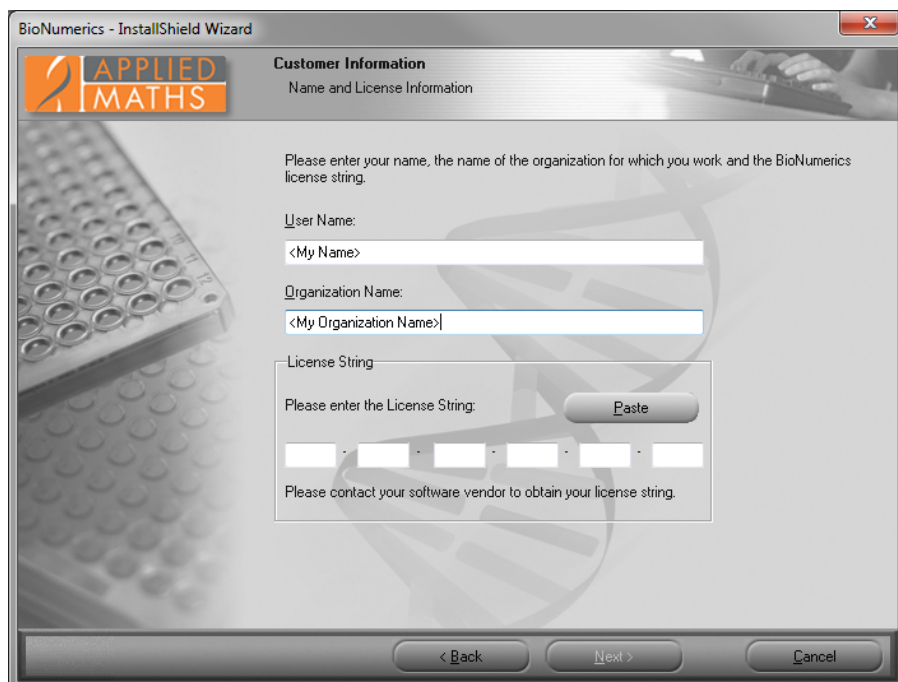 BioNumerics - InstallShield Wizard
APPLIED
MATHS
Customer Information
Name and License Information
Please enter your name, the name of the organization for which you work and the BioNumerics
license string.
User Name:
<My Name>
Organization Name:
<My Organization Name>
License String
Please enter the License String:
Paste
- - - - -
Please contact your software vendor to obtain your license string.
< Back
Next >
Cancel